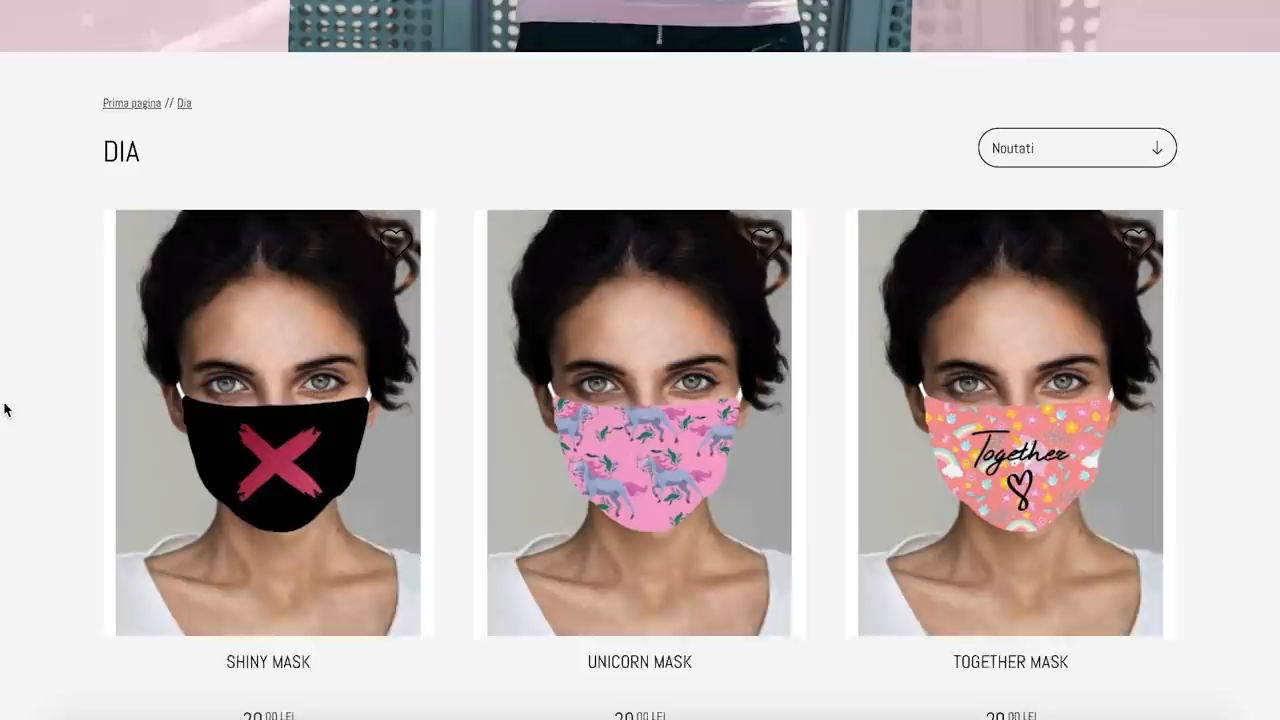 Prima pagina // Dia
DIA
Noutati
Together
SHINY MASK
UNICORN MASK
TOGETHER MASK